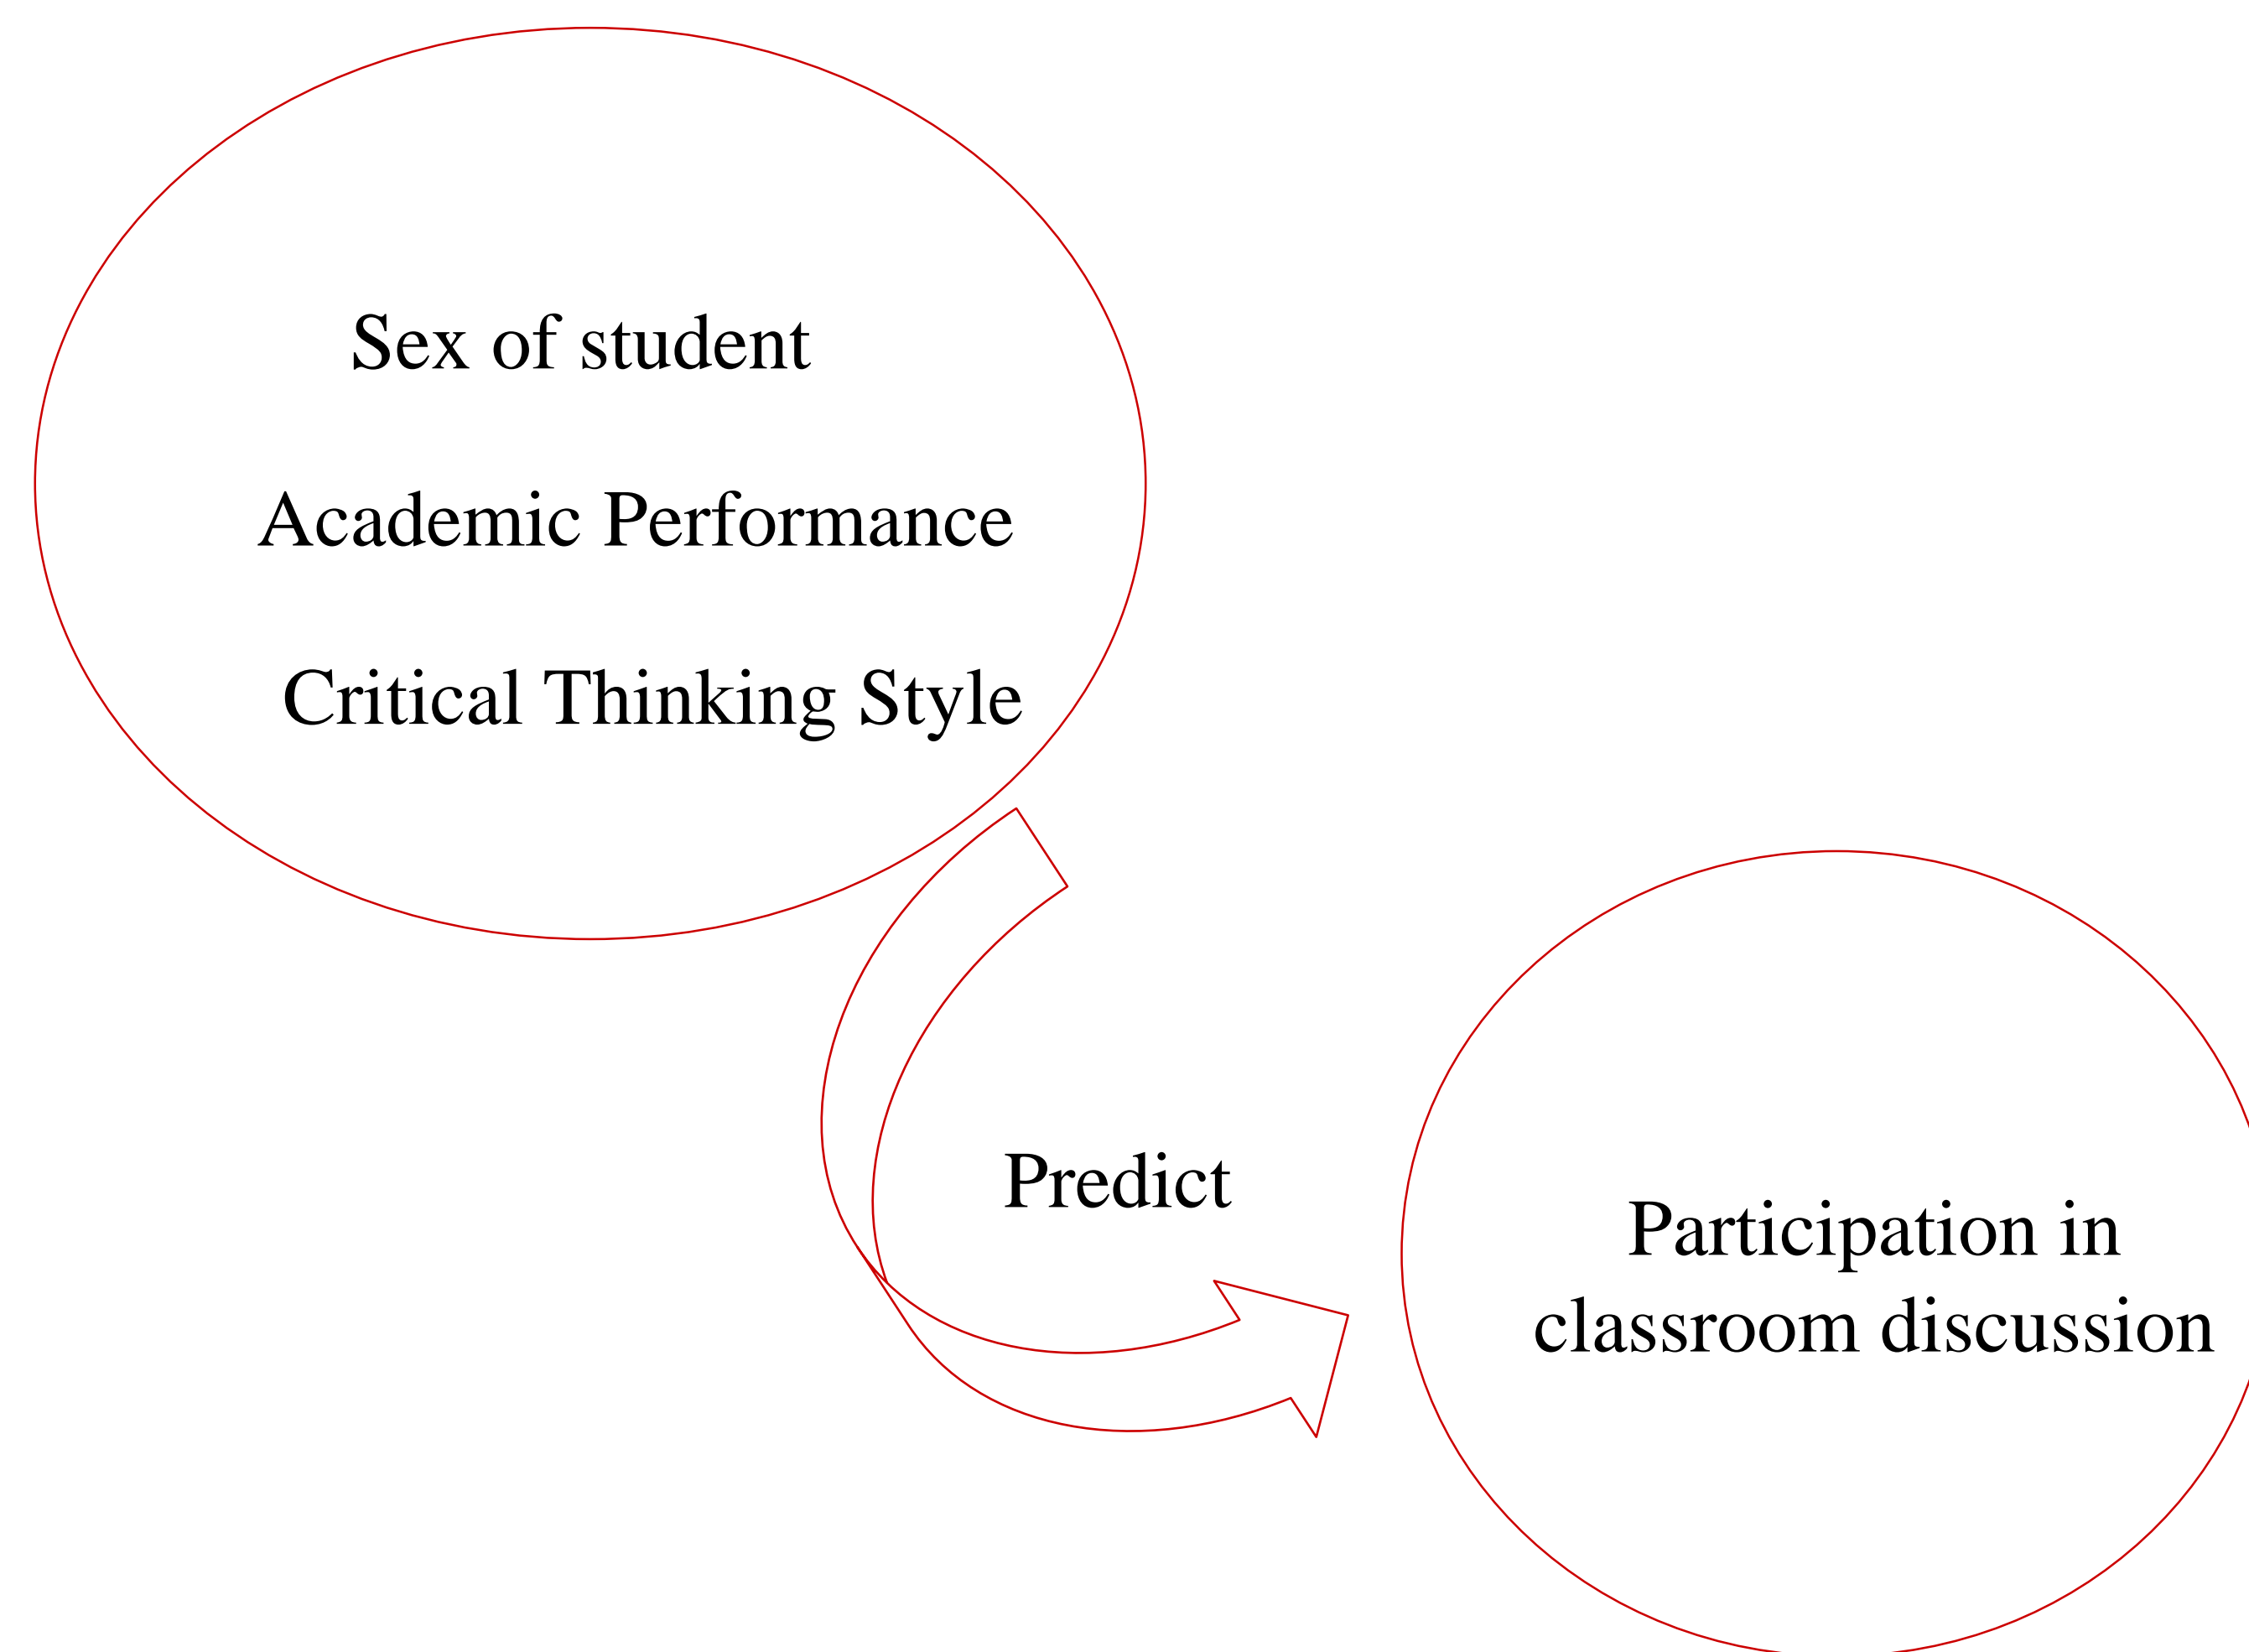 Sex of student
Academic Performance
Critical Thinking Style
Predict
Participation in
classroom discussion